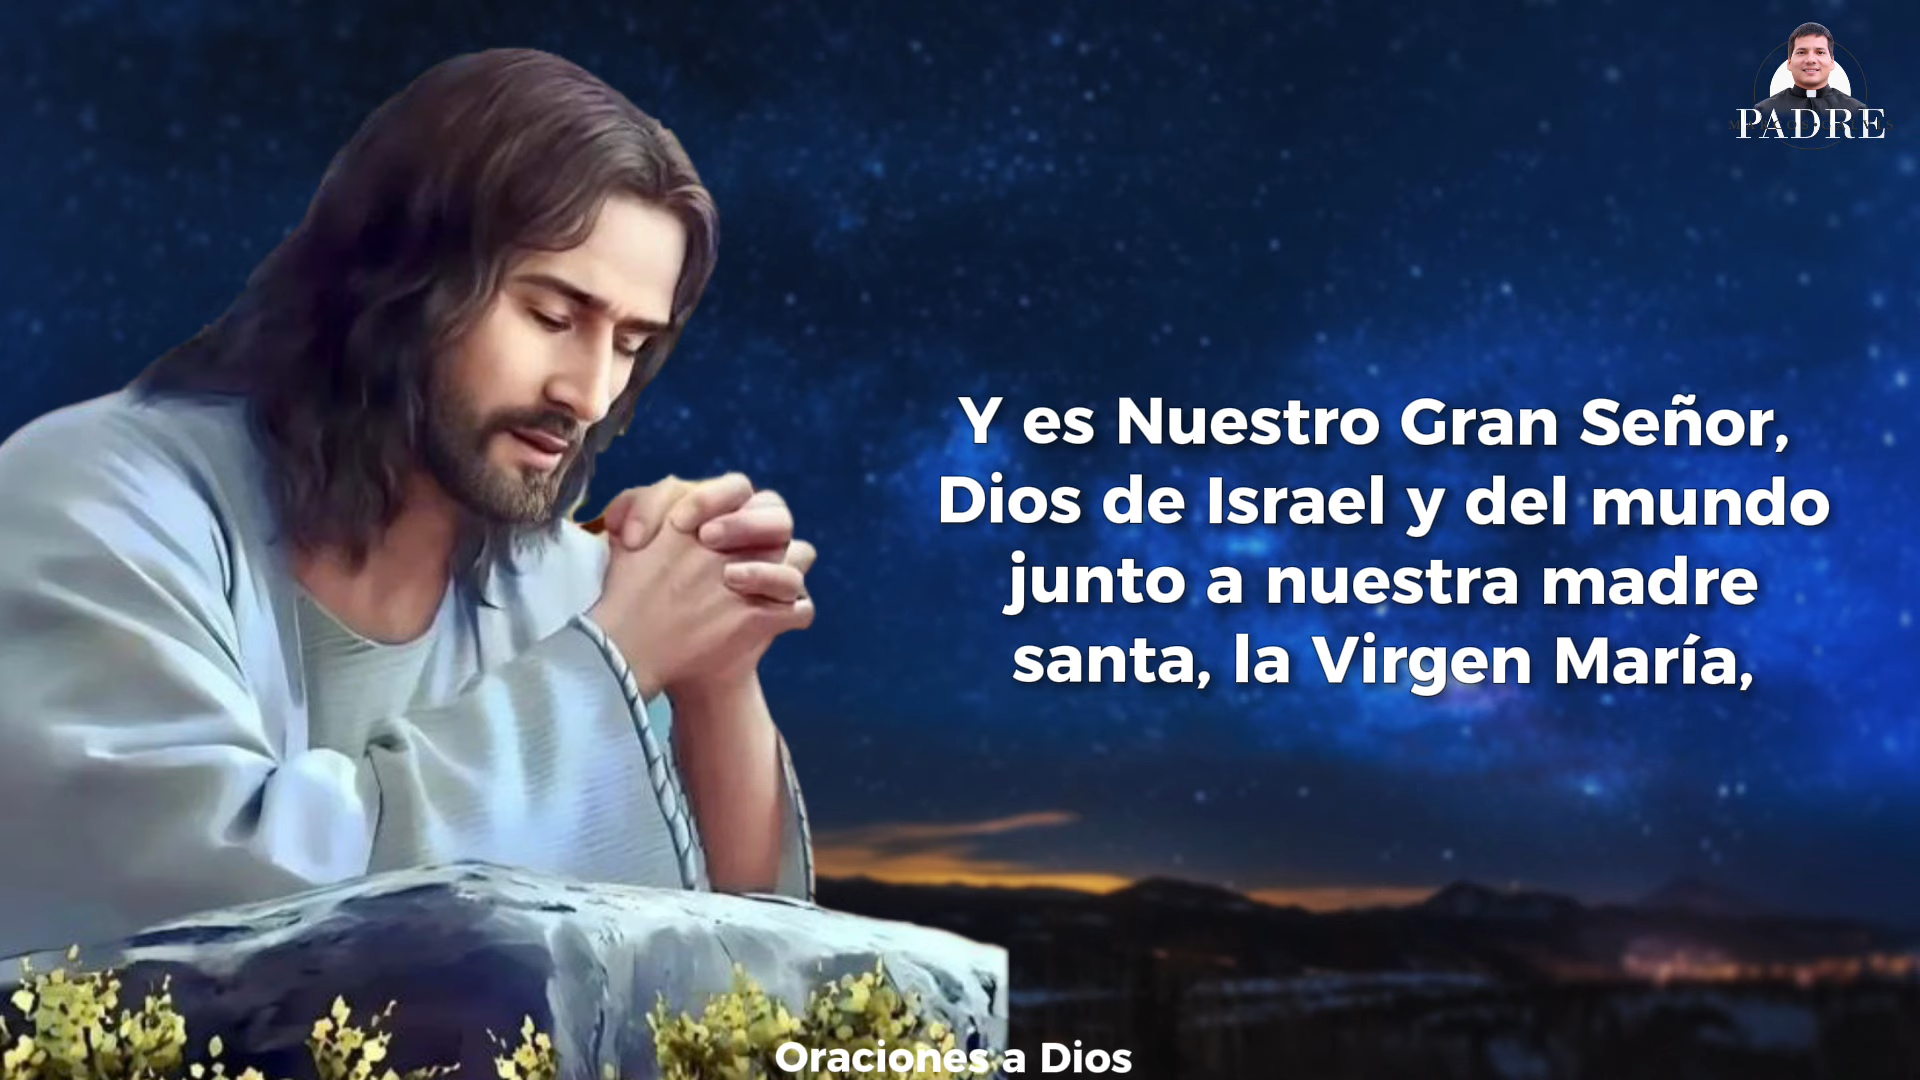 PADRE
Y es Nuestro Gran Señor,
Dios de Israel y del mundo
junto a nuestra madre
santa, la Virgen María,
Oraciones a Dios